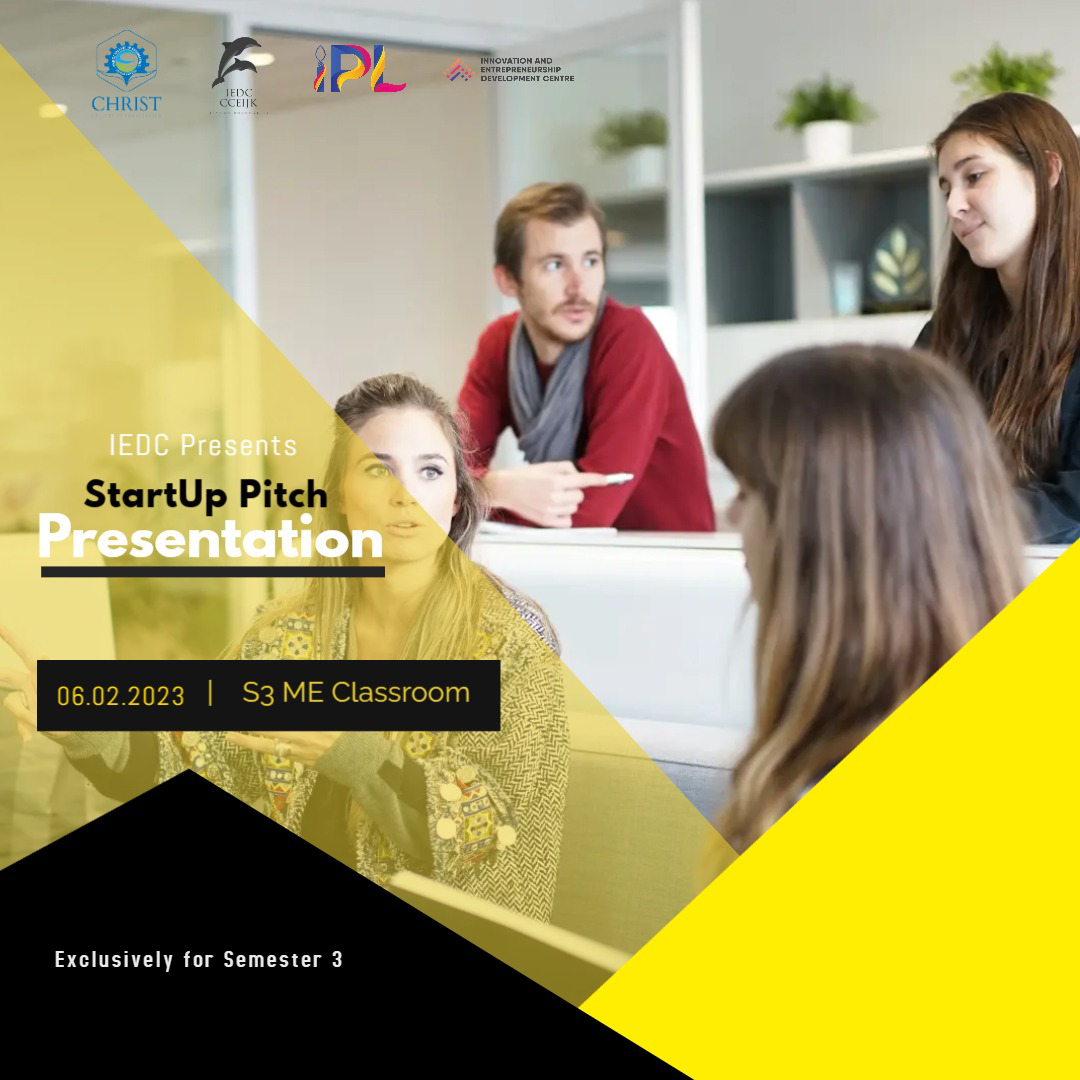 CHRIST
IEDC
CCEIJK
IPL
INNOVATION AND
ENTREPRENEURSHIP
DEVELOPMENT CENTRE
IEDC Presents
StartUp Pitch
Presentation
06.02.2023 | S3 ME Classroom
Exclusively for Semester 3